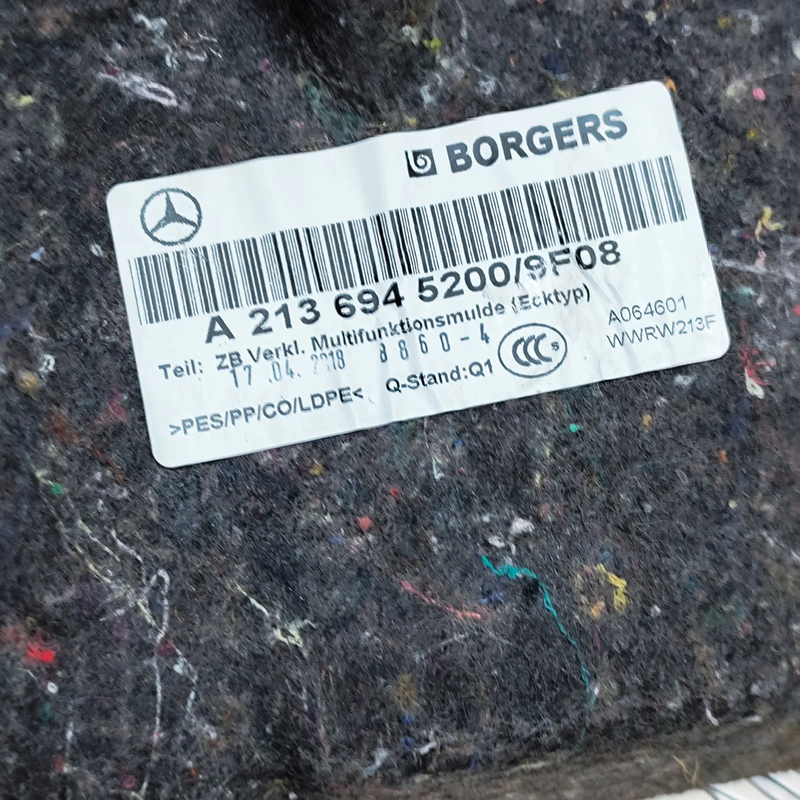 BORGERS
A 213 694 5200/9F08
Teil: ZB Verkl. Multifunktionsmulde (Ecktyp)
17.04.2018 8860-4
>PES/PP/CO/LDPE< Q-Stand:Q1
CCC S
A064601
WWRW213F